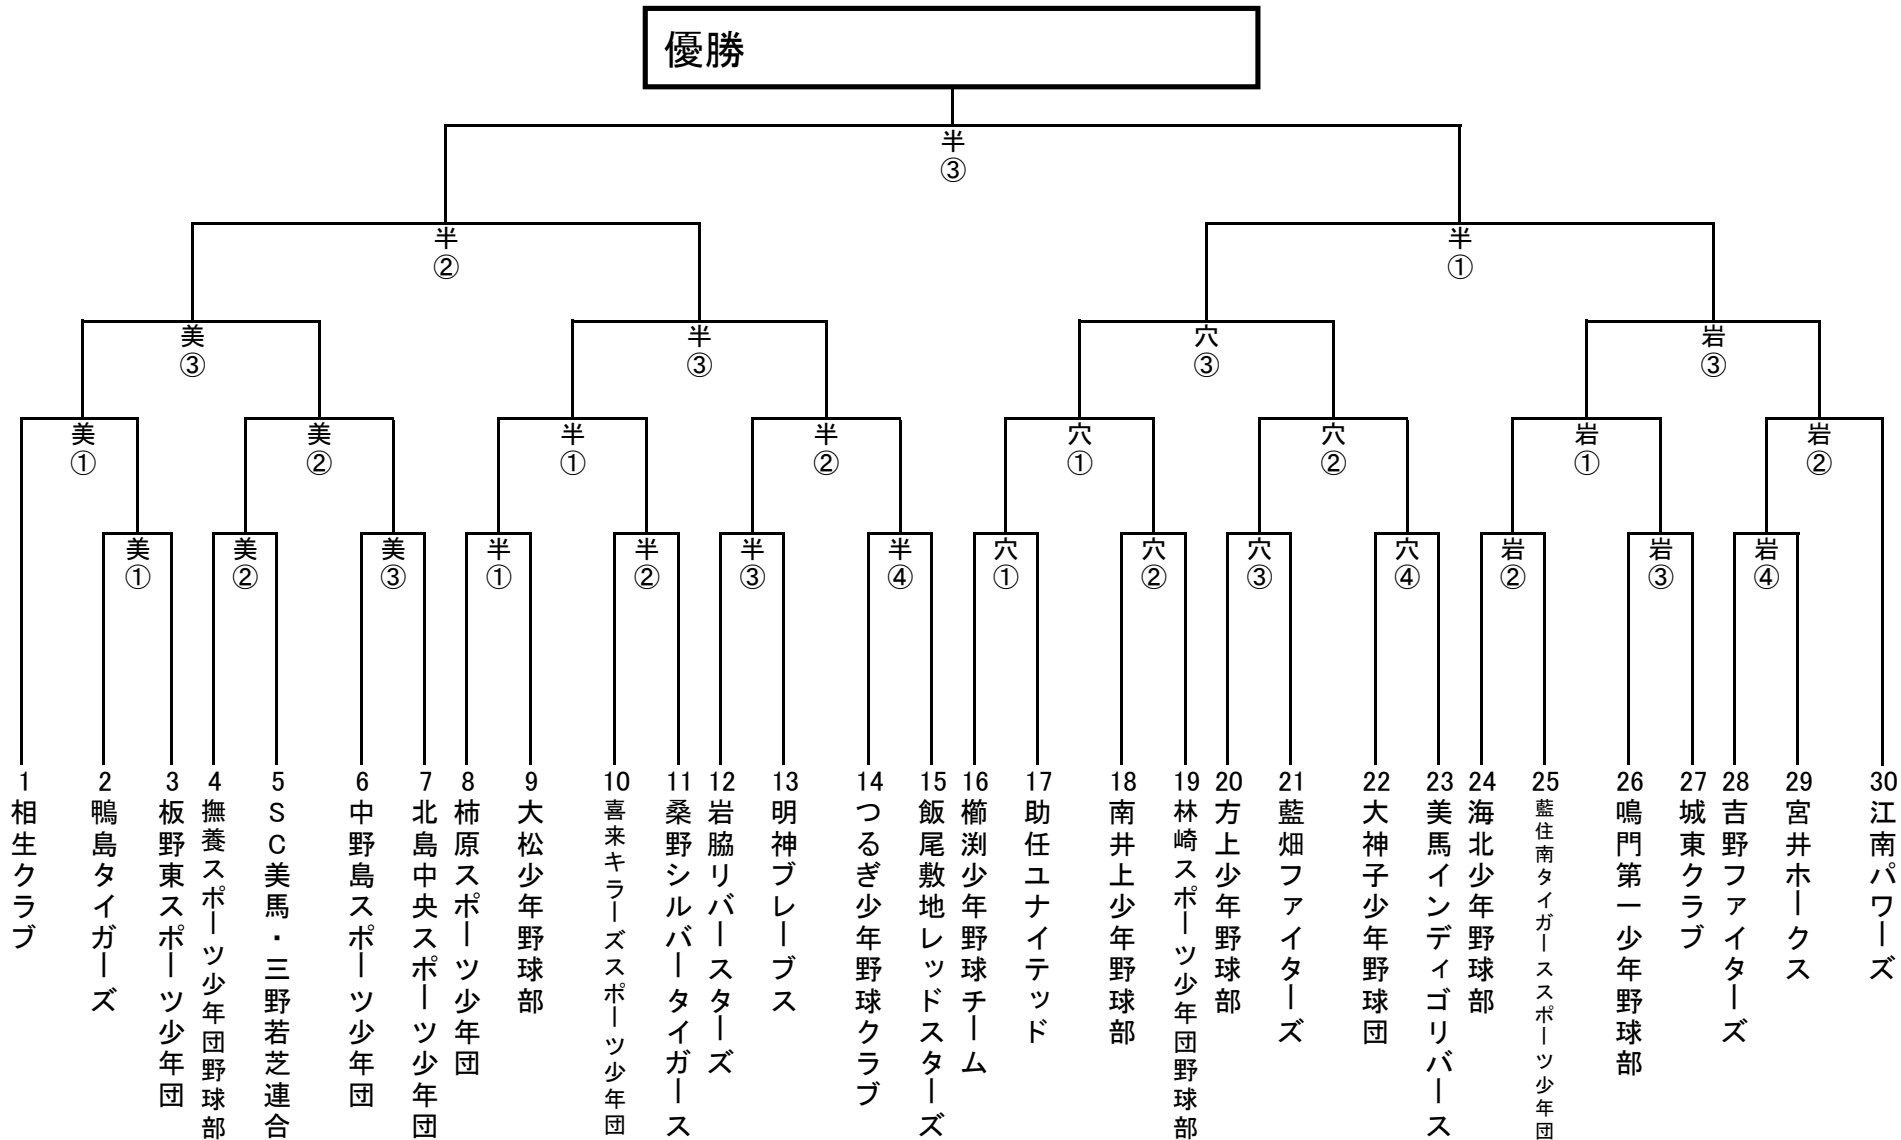 優勝
半
③
半
②
半
①
美
③
半
③
穴
③
岩
③
美
①
美
②
半
①
半
②
穴
①
穴
②
岩
①
岩
②
美
①
美
②
美
③
半
①
半
②
半
③
半
④
穴
①
穴
②
穴
③
穴
④
岩
②
岩
③
岩
④
1 相生クラブ
2 鴨島タイガーズ
3 板野東スポーツ少年団
4 撫養スポーツ少年団野球部
5 SC美馬・三野若芝連合
6 中野島スポーツ少年団
7 北島中央スポーツ少年団
8 柿原スポーツ少年団
9 大松少年野球部
10 喜来キラーズスポーツ少年団
11 桑野シルバータイガース
12 岩脇リバースターズ
13 明神ブレーブス
14 つるぎ少年野球クラブ
15 飯尾敷地レッドスターズ
16 櫛渕少年野球チーム
17 助任ユナイテッド
18 南井上少年野球部
19 林崎スポーツ少年団野球部
20 方上少年野球部
21 藍畑ファイターズ
22 大神子少年野球団
23 美馬インディゴリバース
24 海北少年野球部
25 藍住南タイガーススポーツ少年団
26 鳴門第一少年野球部
27 城東クラブ
28 吉野ファイターズ
29 宮井ホークス
30 江南パワーズ